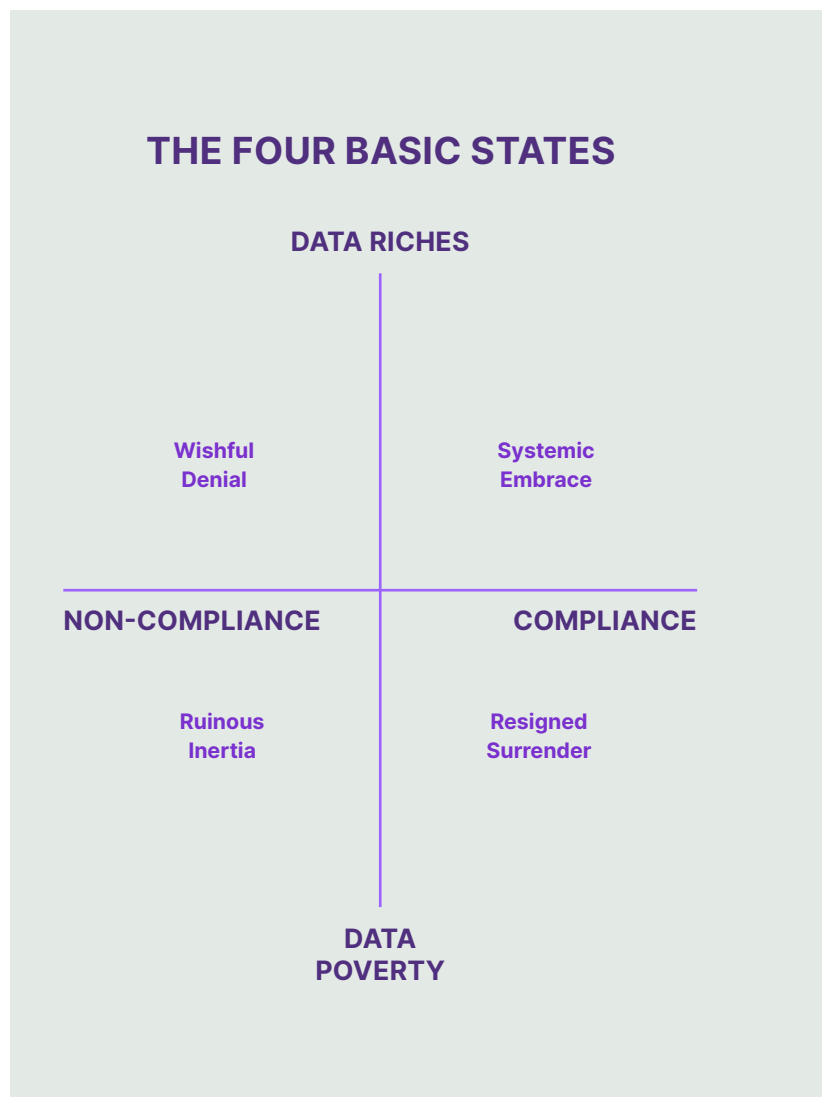 THE FOUR BASIC STATES
DATA RICHES
Wishful
Denial
Systemic
Embrace
NON-COMPLIANCE
COMPLIANCE
Ruinous
Inertia
Resigned
Surrender
DATA
POVERTY